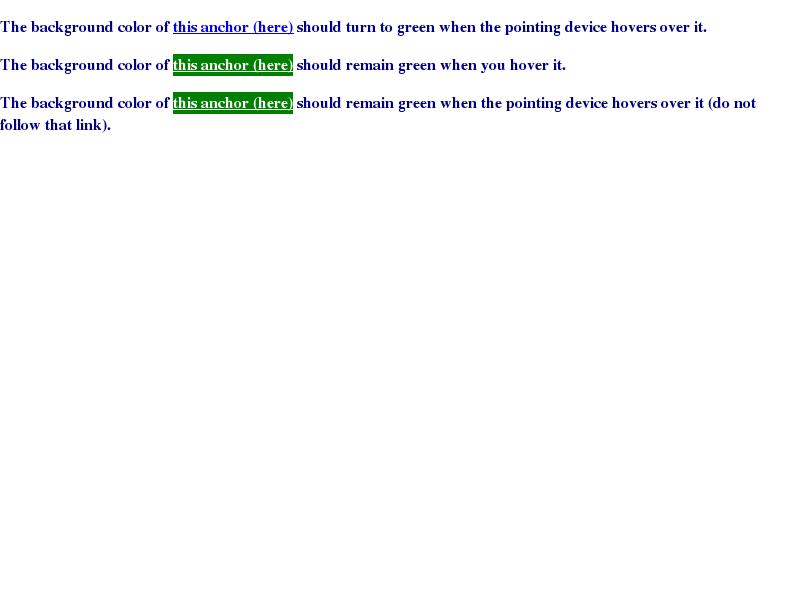 The background color of this anchor (here) should turn to green when the pointing device hovers over it.
The background color of this anchor (here) should remain green when you hover it.
The background color of this anchor (here) should remain green when the pointing device hovers over it (do not
follow that link).